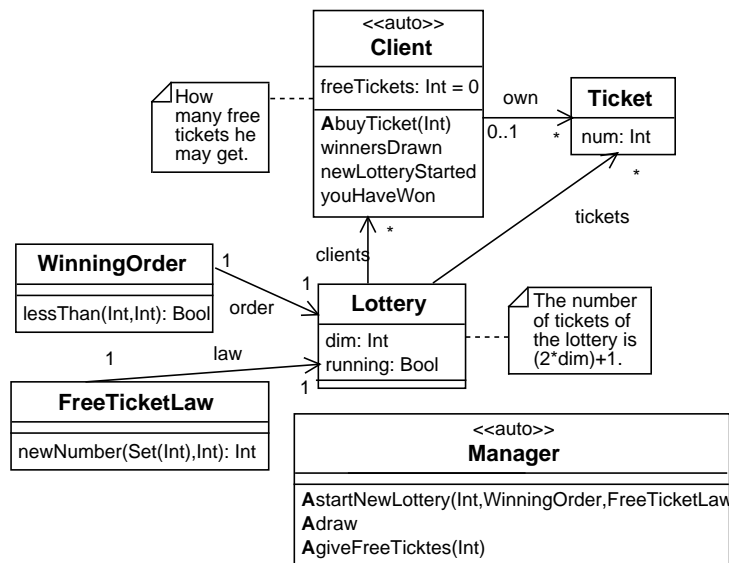 <<auto>>
Client
freeTickets: Int = 0
AbuyTicket(Int)
winnersDrawn
newLotteryStarted
youHaveWon
How
many free
tickets he
may get.
own
0..1
*
Ticket
num: Int
*
tickets
*
clients
WinningOrder
lessThan(Int,Int): Bool
1
order
1
Lottery
dim: Int
running: Bool
The number
of tickets of
the lottery is
(2*dim)+1.
1
law
1
FreeTicketLaw
newNumber(Set(Int),Int): Int
<<auto>>
Manager
AstartNewLottery(Int,WinningOrder,FreeTicketLaw
Adraw
AgiveFreeTicktes(Int)